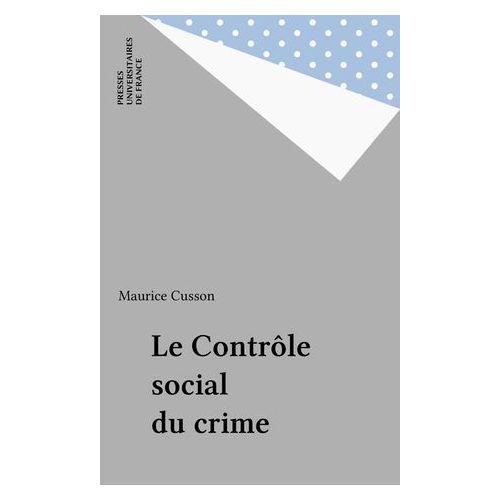 PRESSES
UNIVERSITAIRES
DE FRANCE
Maurice Cusson
Le Contrôle
social
du crime